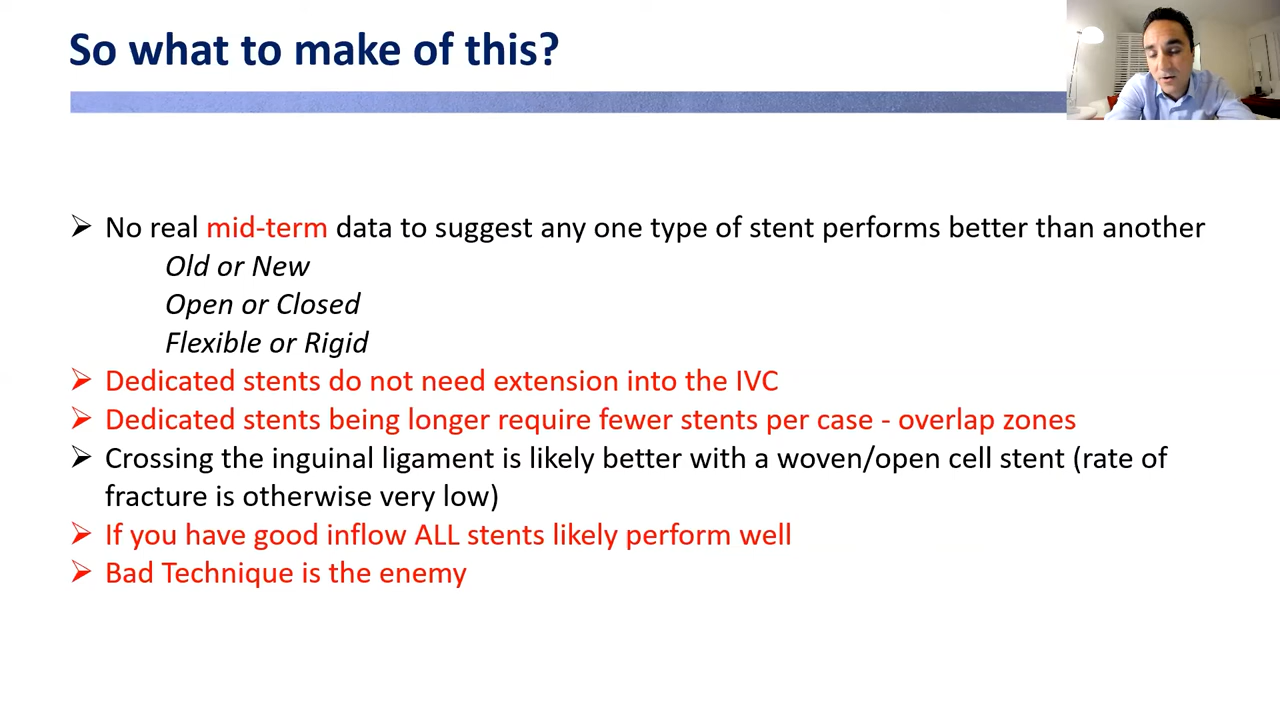 So what to make of this?
No real mid-term data to suggest any one type of stent performs better than another
Old or New
Open or Closed
Flexible or Rigid
Dedicated stents do not need extension into the IVC
Dedicated stents being longer require fewer stents per case - overlap zones
Crossing the inguinal ligament is likely better with a woven/open cell stent (rate of
fracture is otherwise very low)
If you have good inflow ALL stents likely perform well
Bad Technique is the enemy